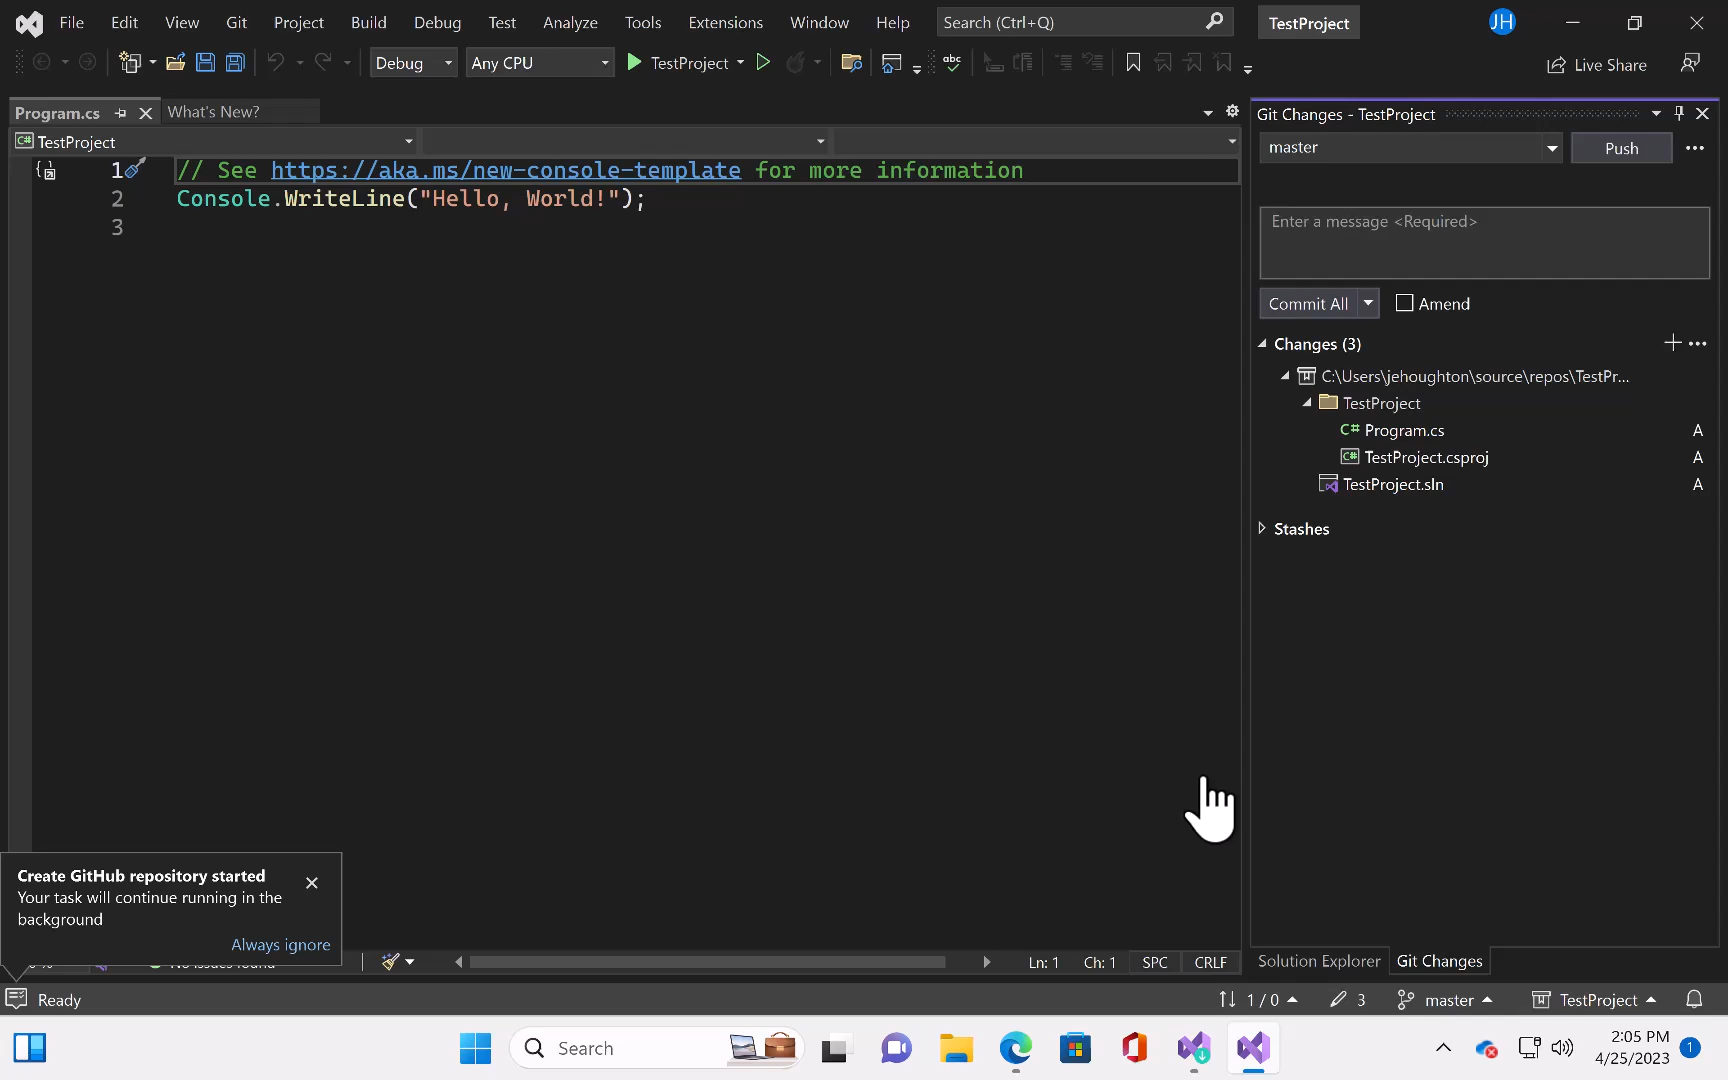 File Edit View Git Project Build Debug Test Analyze Tools Extensions Window Help Search (Ctrl+Q) TestProject JH
Debug Any CPU TestProject abc Live Share
Program.cs What's New?
TestProject
1 // See https://aka.ms/new-console-template for more information
2 Console.WriteLine("Hello, World!");
3
Git Changes - TestProject
master Push
Enter a message <Required>
Commit All Amend
Changes (3)
C:\Users\jehoughton\source\repos\TestPr...
TestProject
C# Program.cs A
C# TestProject.csproj A
TestProject.sln A
Stashes
Create GitHub repository started
Your task will continue running in the
background
Always ignore
Ln: 1 Ch: 1 SPC CRLF
Solution Explorer Git Changes
Ready 1 / 0 3 master TestProject
Search
2:05 PM
4/25/2023 1